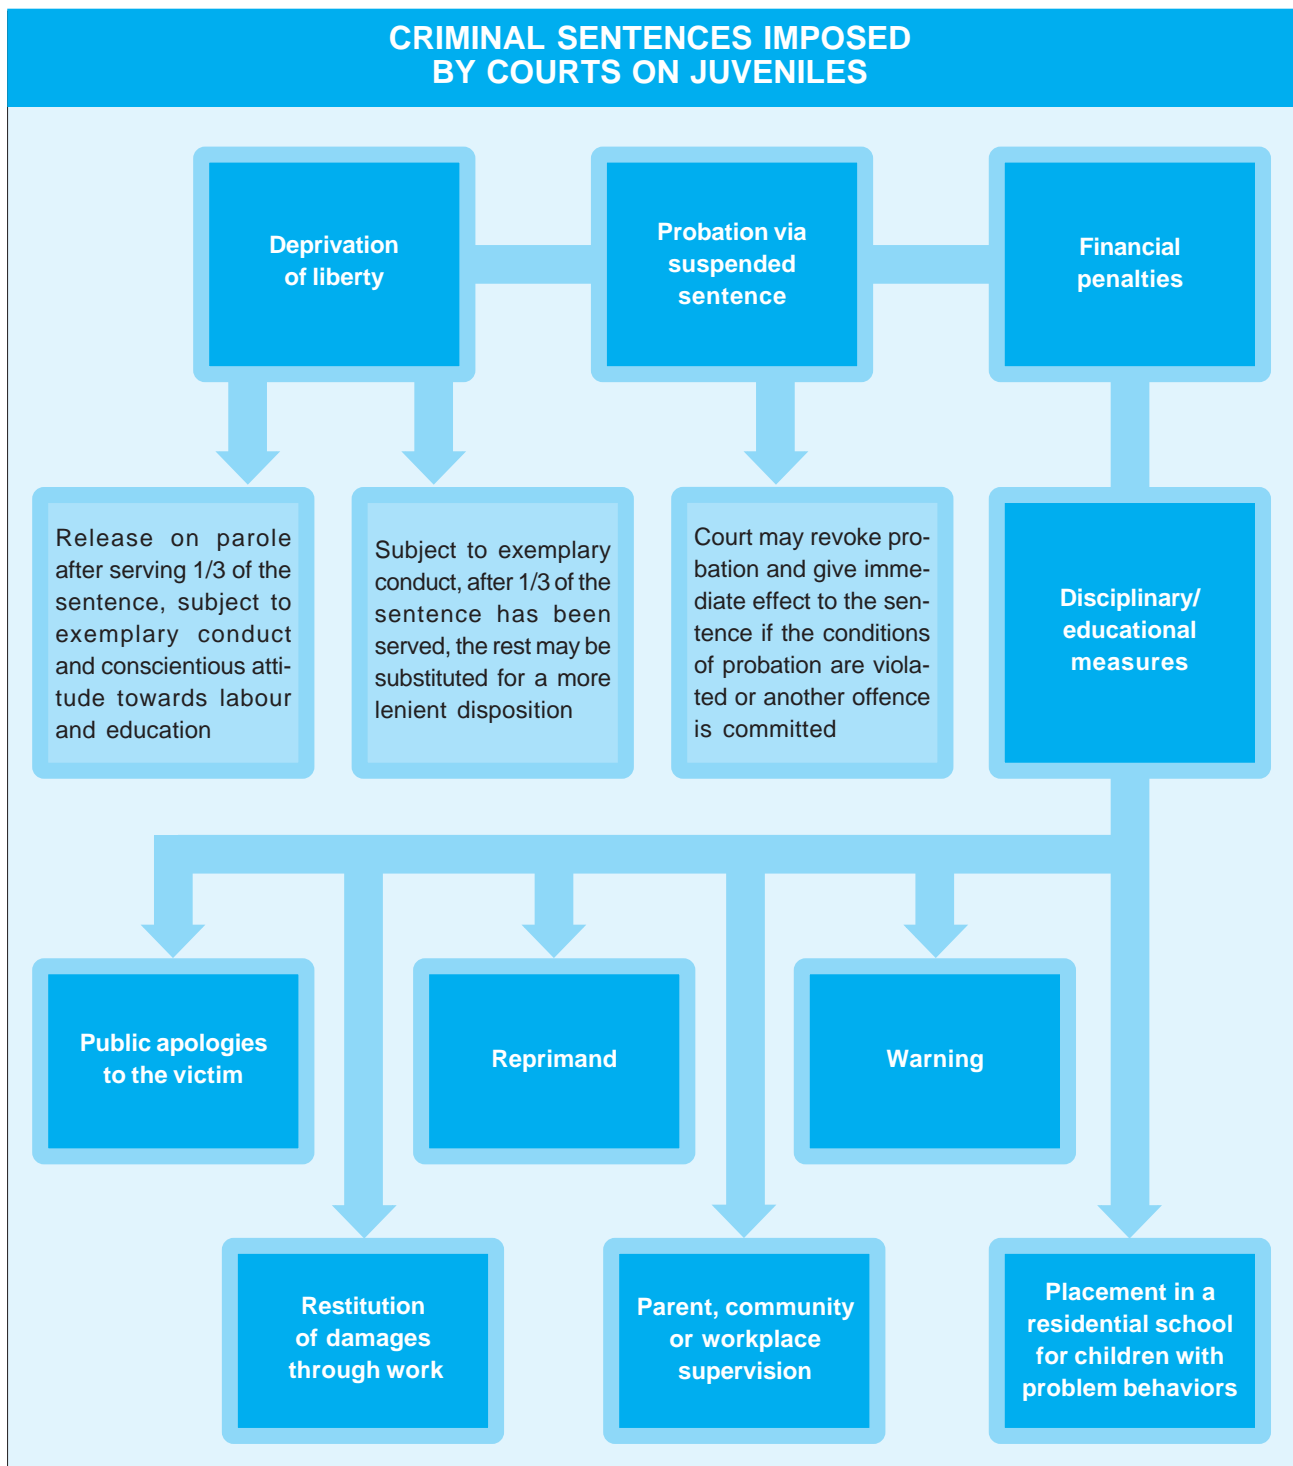 CRIMINAL SENTENCES IMPOSED
BY COURTS ON JUVENILES
Deprivation
of liberty
Probation via
suspended
sentence
Financial
penalties
Release on parole
after serving 1/3 of the
sentence, subject to
exemplary conduct
and conscientious atti-
tude towards labour
and education
Subject to exemplary
conduct, after 1/3 of the
sentence has been
served, the rest may be
substituted for a more
lenient disposition
Court may revoke pro-
bation and give imme-
diate effect to the sen-
tence if the conditions
of probation are viola-
ted or another offence
is committed
Disciplinary/
educational
measures
Public apologies
to the victim
Reprimand
Warning
Restitution
of damages
through work
Parent, community
or workplace
supervision
Placement in a
residential school
for children with
problem behaviors